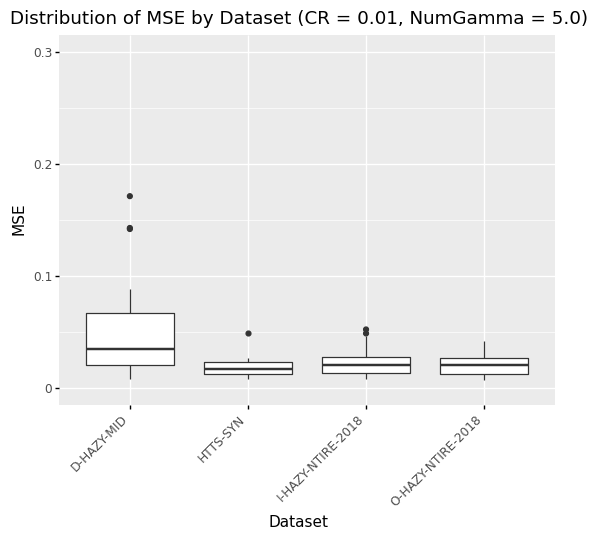 Distribution of MSE by Dataset (CR = 0.01, NumGamma = 5.0)
0.3
0.2
0.1
0
MSE
D-HAZY-MID
HTTS-SYN
I-HAZY-NTIRE-2018
O-HAZY-NTIRE-2018
Dataset